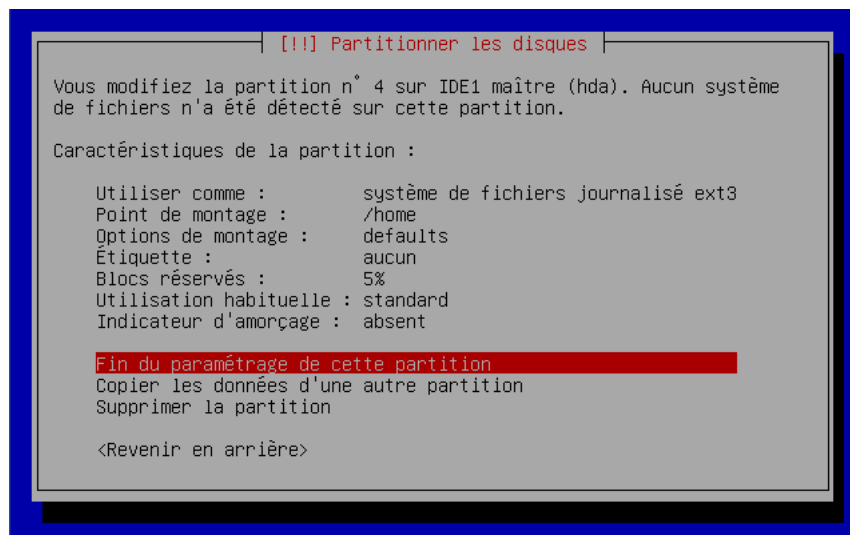 [!!] Partitionner les disques
Vous modifiez la partition n° 4 sur IDE1 maître (hda). Aucun système
de fichiers n'a été détecté sur cette partition.
Caractéristiques de la partition :
Utiliser comme : système de fichiers journalisé ext3
Point de montage : /home
Options de montage : defaults
Étiquette : aucun
Blocs réservés : 5%
Utilisation habituelle : standard
Indicateur d'amorçage : absent
Fin du paramétrage de cette partition
Copier les données d'une autre partition
Supprimer la partition
<Revenir en arrière>